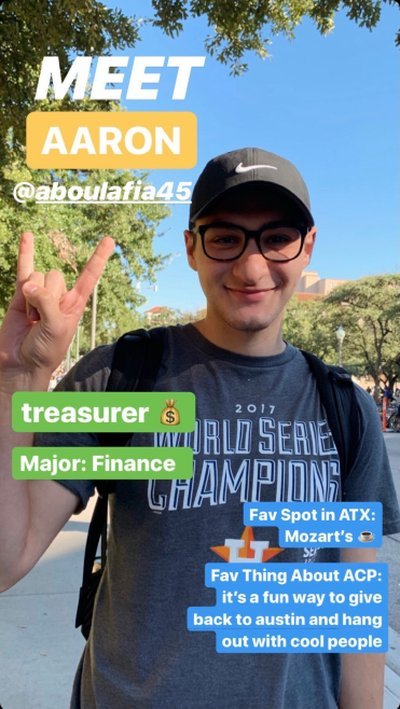 MEET
AARON
@aboulafia45
treasurer 💰
Major: Finance
2017
WORLD SERIES
CHAMPIONS
Fav Spot in ATX:
Mozart's ☕
Fav Thing About ACP:
it's a fun way to give
back to austin and hang
out with cool people